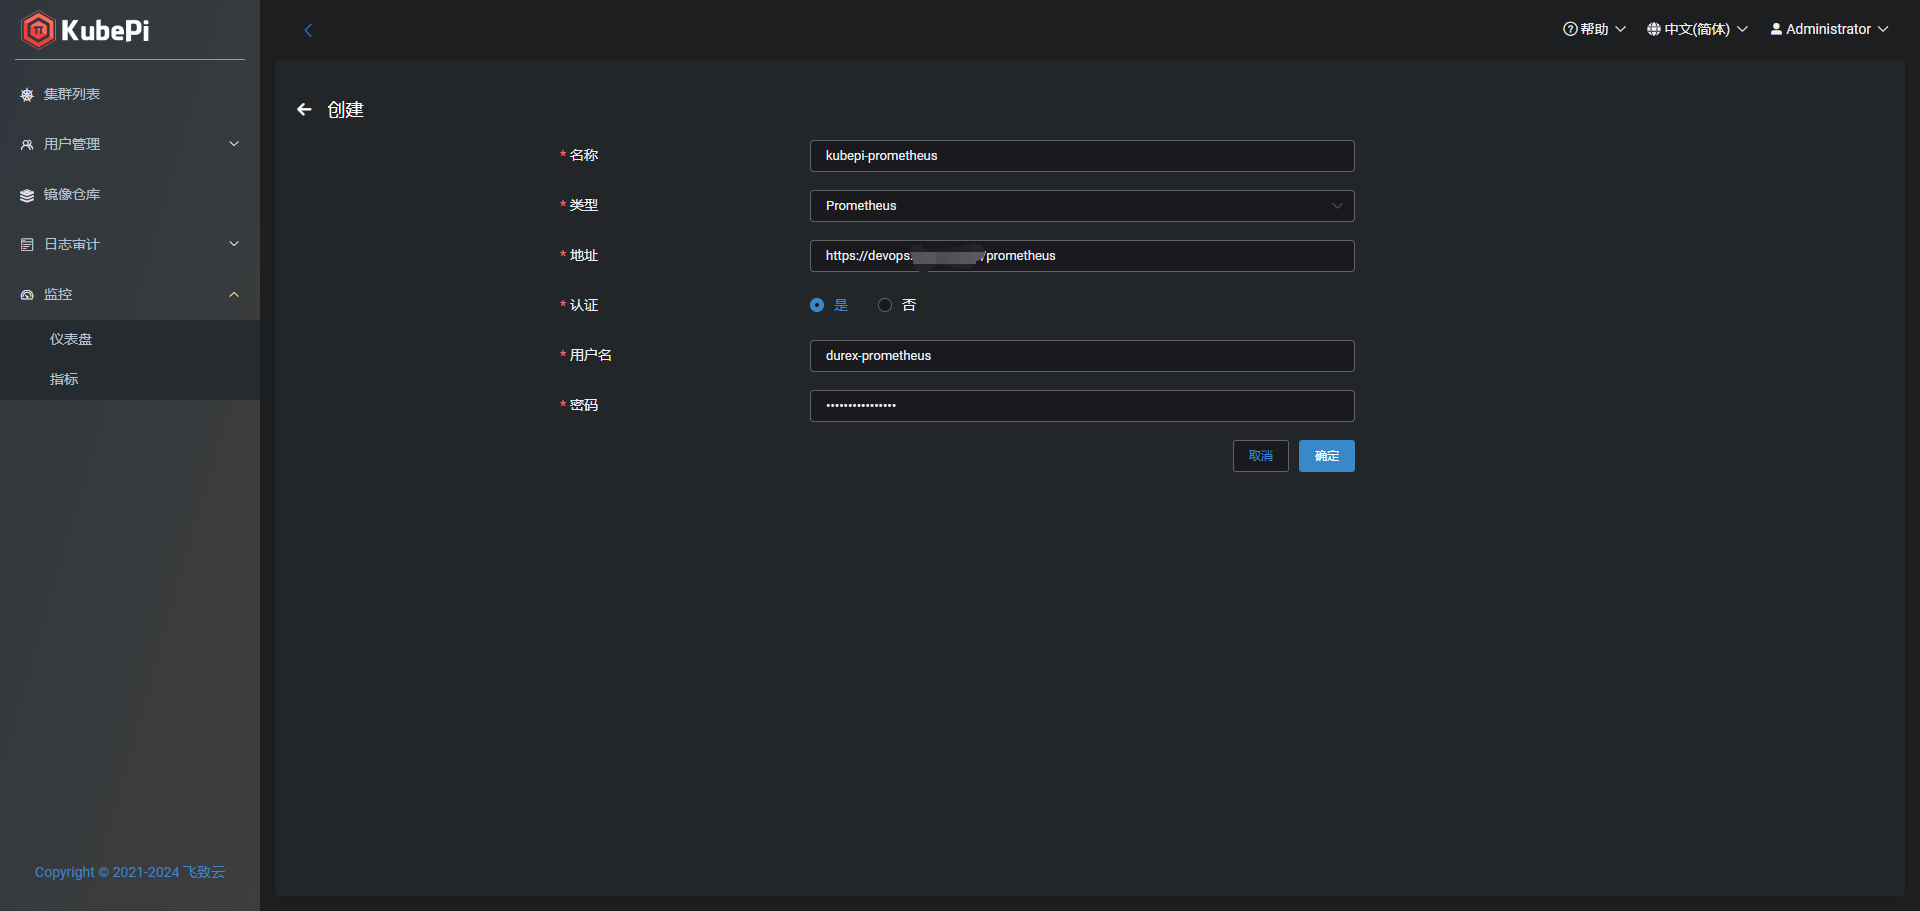 KubePi
帮助
中文(简体)
Administrator
集群列表
用户管理
镜像仓库
日志审计
监控
仪表盘
指标
Copyright © 2021-2024 飞致云
创建
* 名称
kubepi-prometheus
* 类型
Prometheus
* 地址
https://devops. /prometheus
* 认证
是
否
* 用户名
durex-prometheus
* 密码
••••••••••••••••
取消
确定